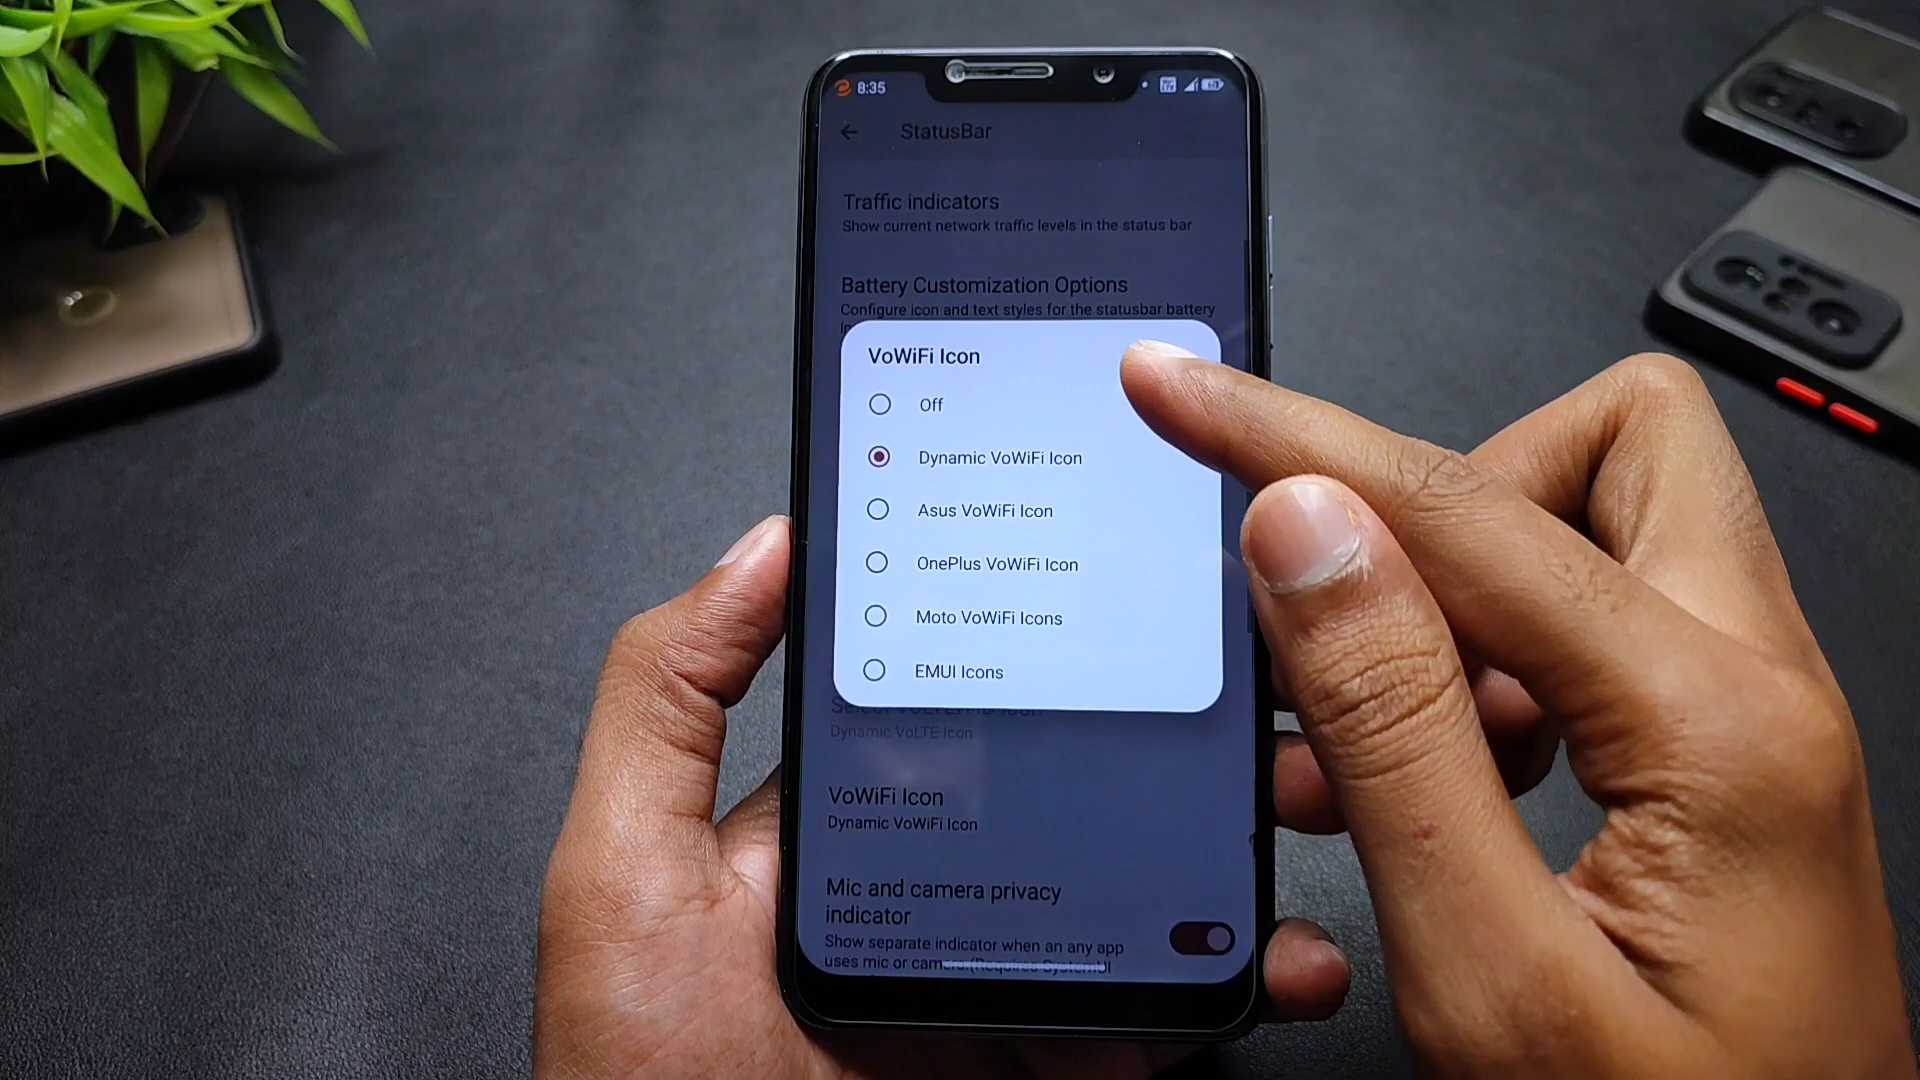 8:35
StatusBar
Traffic indicators
Show current network traffic levels in the status bar
Battery Customization Options
Configure icon and text styles for the statusbar battery
VoWiFi Icon
Off
Dynamic VoWiFi Icon
Asus VoWiFi Icon
OnePlus VoWiFi Icon
Moto VoWiFi Icons
EMUI Icons
Dynamic VoLTE Icon
VoWiFi Icon
Dynamic VoWiFi Icon
Mic and camera privacy
indicator
Show separate indicator when an any app
uses mic or camera.(Requires SystemUI